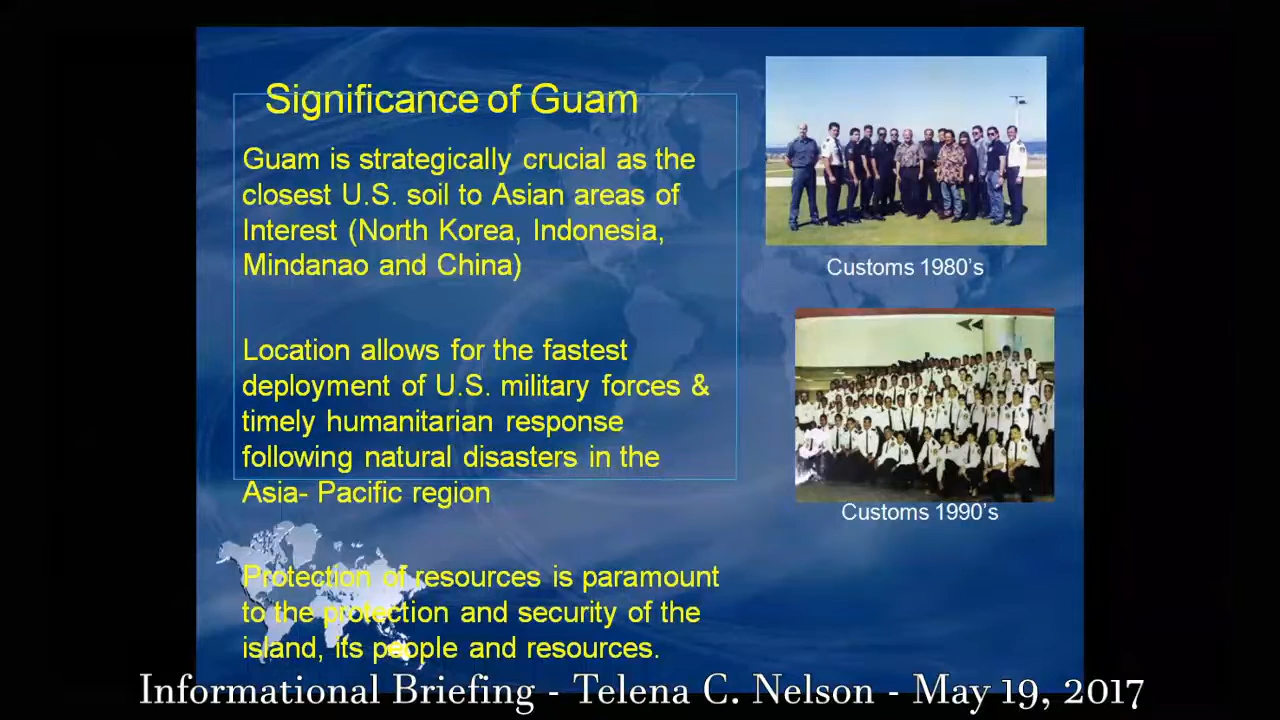 Significance of Guam
Guam is strategically crucial as the
closest U.S. soil to Asian areas of
Interest (North Korea, Indonesia,
Mindanao and China)
Location allows for the fastest
deployment of U.S. military forces &
timely humanitarian response
following natural disasters in the
Asia- Pacific region
Protection of resources is paramount
to the protection and security of the
island, its people and resources.
Customs 1980's
Customs 1990's
Informational Briefing - Telena C. Nelson - May 19, 2017